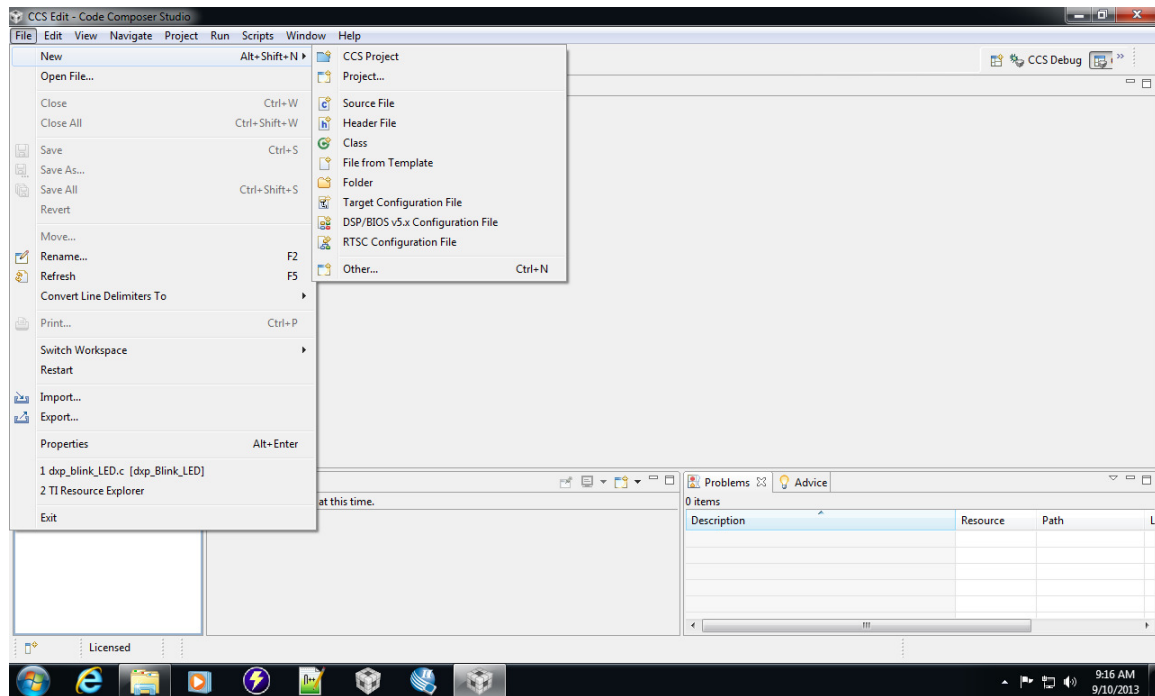 CCS Edit - Code Composer Studio
File Edit View Navigate Project Run Scripts Window Help
New Alt+Shift+N
Open File...
Close Ctrl+W
Close All Ctrl+Shift+W
Save Ctrl+S
Save As...
Save All Ctrl+Shift+S
Revert
Move...
Rename... F2
Refresh F5
Convert Line Delimiters To
Print... Ctrl+P
Switch Workspace
Restart
Import...
Export...
Properties Alt+Enter
1 dxp_blink_LED.c [dxp_Blink_LED]
2 TI Resource Explorer
Exit
CCS Project
Project...
Source File
Header File
Class
File from Template
Folder
Target Configuration File
DSP/BIOS v5.x Configuration File
RTSC Configuration File
Other... Ctrl+N
CCS Debug
at this time.
Problems Advice
0 items
Description Resource Path L
Licensed
9:16 AM
9/10/2013